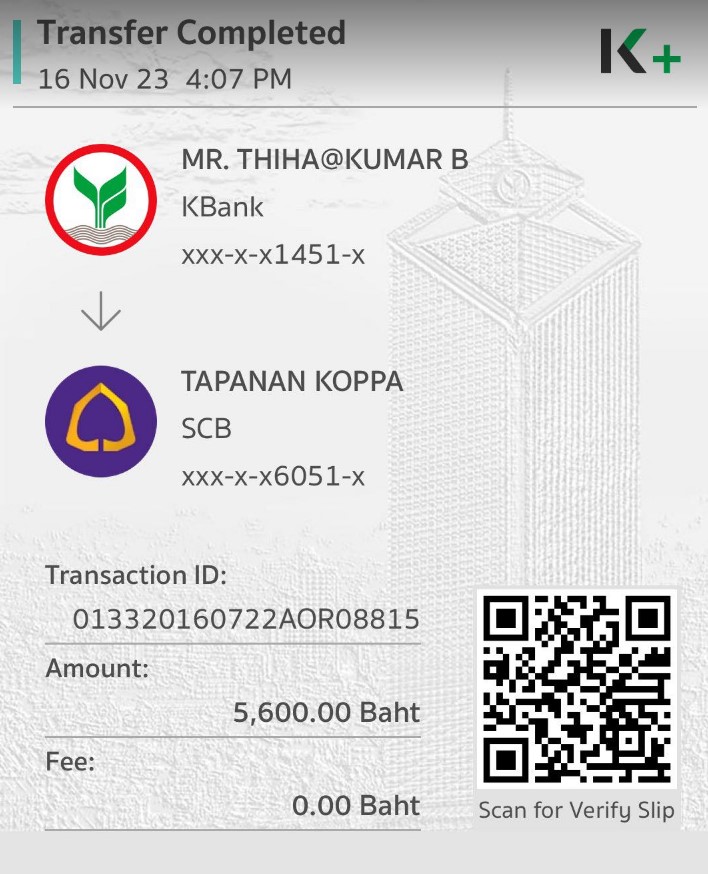 Transfer Completed
16 Nov 23 4:07 PM
K+
MR. THIHA@KUMAR B
KBank
xxx-x-x1451-x
TAPANAN KOPPA
SCB
xxx-x-x6051-x
Transaction ID:
013320160722AOR08815
Amount:
5,600.00 Baht
Fee:
0.00 Baht
Scan for Verify Slip